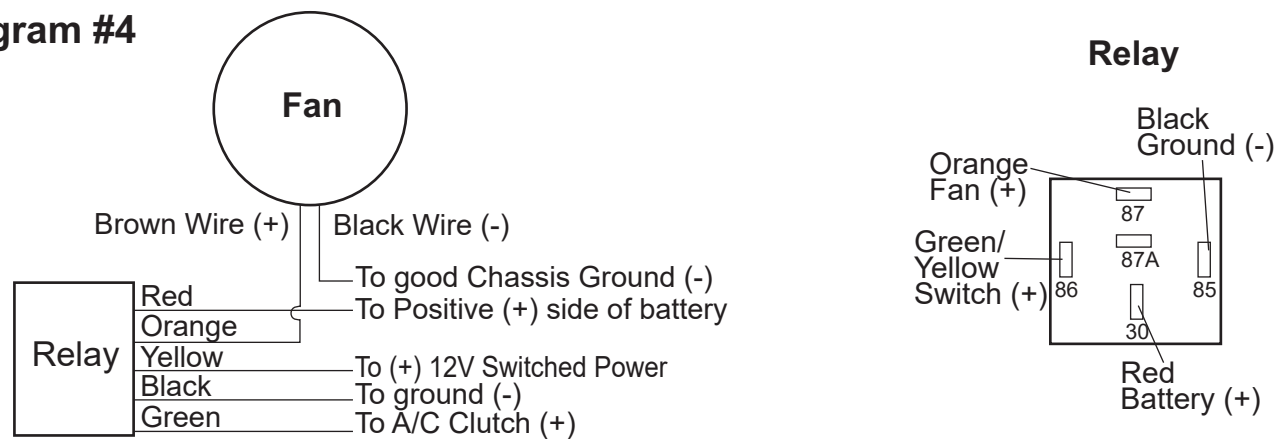 gram #4
Fan
Brown Wire (+)
Black Wire (-)
To good Chassis Ground (-)
Red
To Positive (+) side of battery
Orange
Relay
Yellow
To (+) 12V Switched Power
Black
To ground (-)
Green
To A/C Clutch (+)
Relay
Black
Ground (-)
Orange
Fan (+)
87
Green/
Yellow
Switch (+)
87A
86
85
30
Red
Battery (+)